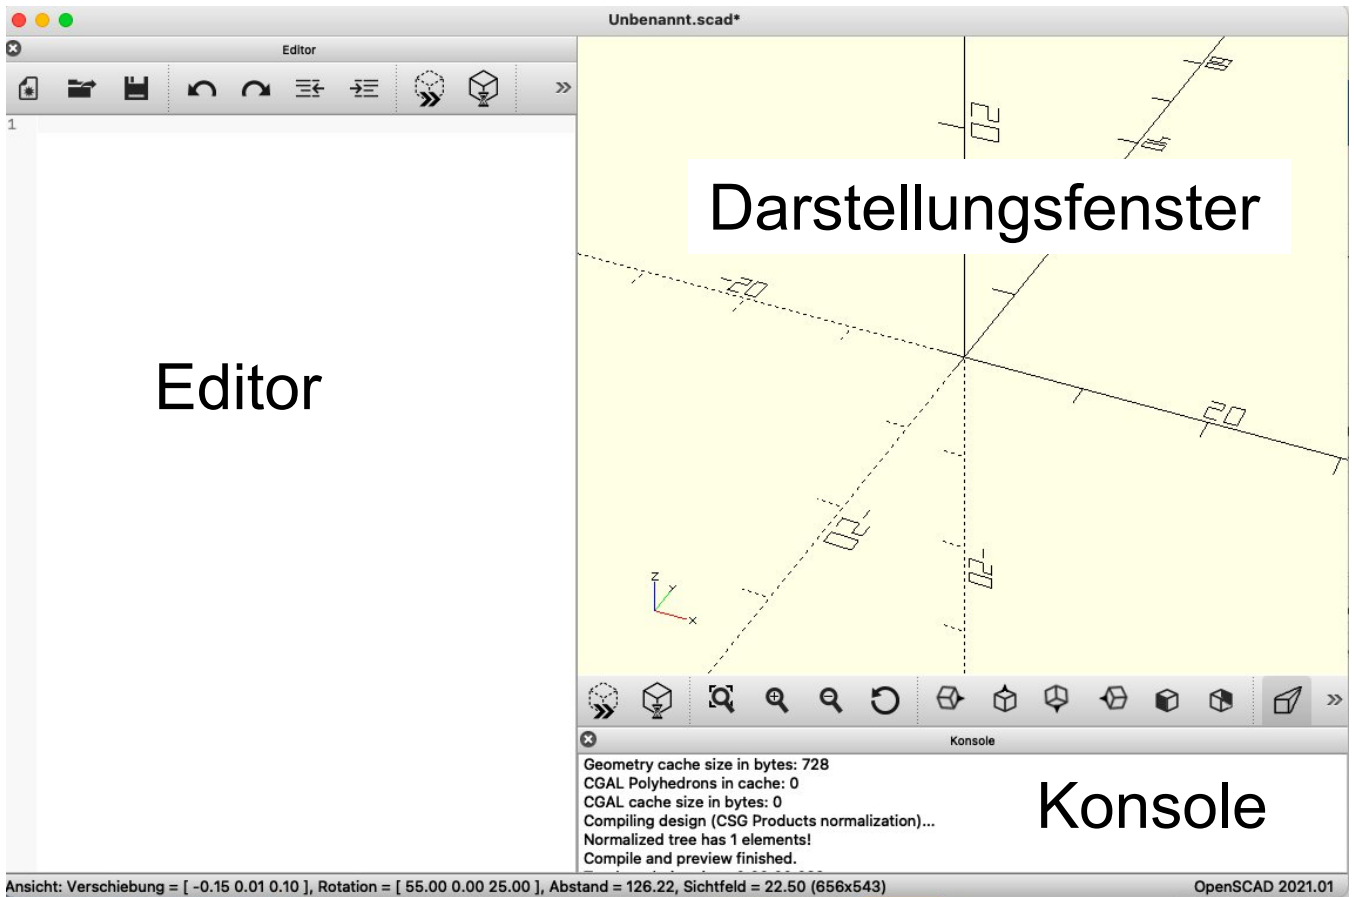 Unbenannt.scad*
Editor
1
Editor
20
-20
20
-20
-20
Darstellungsfenster
Z
Y
X
Konsole
Geometry cache size in bytes: 728
CGAL Polyhedrons in cache: 0
CGAL cache size in bytes: 0
Compiling design (CSG Products normalization)...
Normalized tree has 1 elements!
Compile and preview finished.
Konsole
Ansicht: Verschiebung = [ -0.15 0.01 0.10 ], Rotation = [ 55.00 0.00 25.00 ], Abstand = 126.22, Sichtfeld = 22.50 (656x543)
OpenSCAD 2021.01